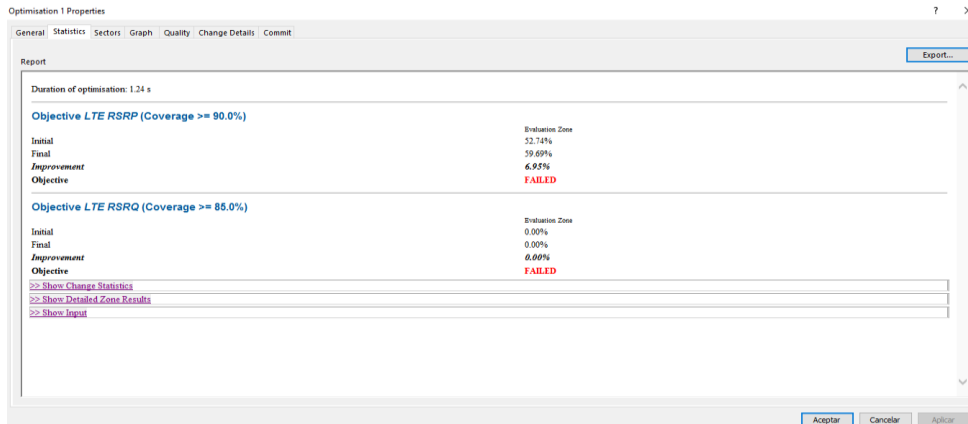 Optimisation 1 Properties
?
General Statistics Sectors Graph Quality Change Details Commit
Export...
Report
Duration of optimisation: 1.24 s
Objective LTE RSRP (Coverage >= 90.0%)
Evaluation Zone
Initial 52.74%
Final 59.69%
Improvement 6.95%
Objective FAILED
Objective LTE RSRQ (Coverage >= 85.0%)
Evaluation Zone
Initial 0.00%
Final 0.00%
Improvement 0.00%
Objective FAILED
>> Show Change Statistics
>> Show Detailed Zone Results
>> Show Input
Aceptar Cancelar Aplicar